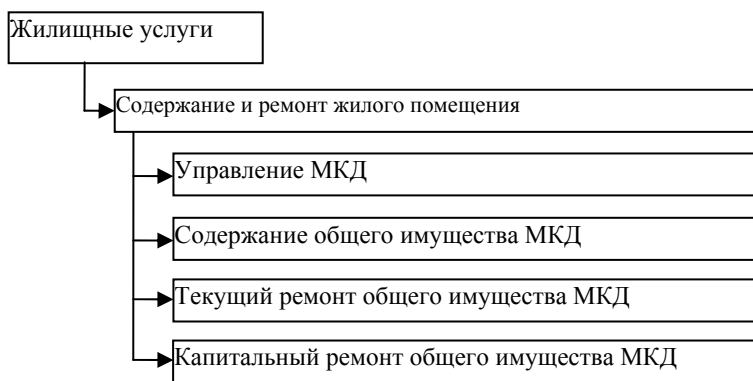 Жилищные услуги
Содержание и ремонт жилого помещения
Управление МКД
Содержание общего имущества МКД
Текущий ремонт общего имущества МКД
Капитальный ремонт общего имущества МКД